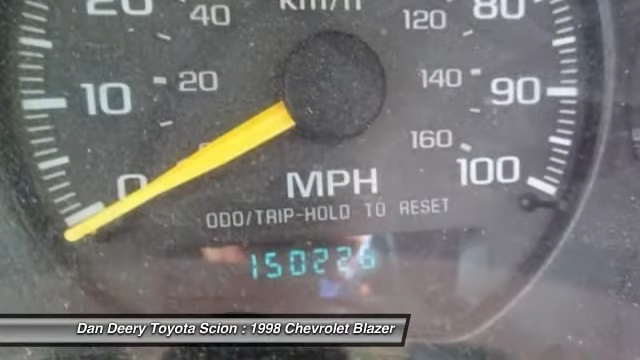 20 40 km/h 120 80
10 20 140 90
0 160 100
MPH
ODO/TRIP-HOLD TO RESET
150226
Dan Deery Toyota Scion : 1998 Chevrolet Blazer